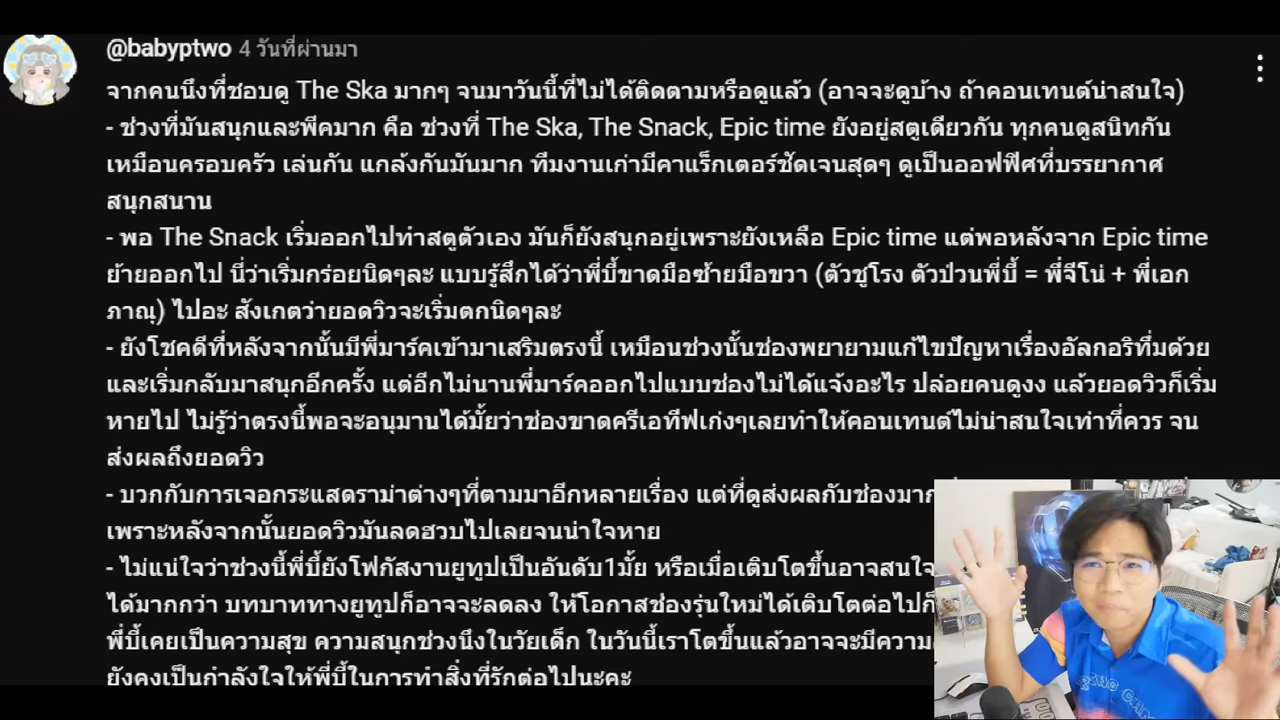 @babyptwo 4 วันที่ผ่านมา
จากคนนึงที่ชอบดู The Ska มากๆ จนมาวันนี้ที่ไม่ได้ติดตามหรือดูแล้ว (อาจจะดูบ้าง ถ้าคอนเทนต์น่าสนใจ)
- ช่วงที่มันสนุกและพีคมาก คือ ช่วงที่ The Ska, The Snack, Epic time ยังอยู่สตูเดียวกัน ทุกคนดูสนิทกัน
เหมือนครอบครัว เล่นกัน แกล้งกันมันมาก ทีมงานเก่ามีคาแร็กเตอร์ชัดเจนสุดๆ ดูเป็นออฟฟิศที่บรรยากาศ
สนุกสนาน
- พอ The Snack เริ่มออกไปทำสตูตัวเอง มันก็ยังสนุกอยู่เพราะยังเหลือ Epic time แต่พอหลังจาก Epic time
ย้ายออกไป นี่ว่าเริ่มกร่อยนิดๆละ แบบรู้สึกได้ว่าพี่บี้ขาดมือซ้ายมือขวา (ตัวชูโรง ตัวป่วนพี่บี้ = พี่จีโน่ + พี่เอก
ภาณุ) ไปอะ สังเกตว่ายอดวิวจะเริ่มตกนิดๆละ
- ยังโชคดีที่หลังจากนั้นมีพี่มาร์คเข้ามาเสริมตรงนี้ เหมือนช่วงนั้นช่องพยายามแก้ไขปัญหาเรื่องอัลกอริทึ่มด้วย
และเริ่มกลับมาสนุกอีกครั้ง แต่อีกไม่นานพี่มาร์คออกไปแบบช่องไม่ได้แจ้งอะไร ปล่อยคนดูงง แล้วยอดวิวก็เริ่ม
หายไป ไม่รู้ว่าตรงนี้พอจะอนุมานได้มั้ยว่าช่องขาดครีเอทีฟเก่งๆเลยทำให้คอนเทนต์ไม่น่าสนใจเท่าที่ควร จน
ส่งผลถึงยอดวิว
- บวกกับการเจอกระแสดราม่าต่างๆที่ตามมาอีกหลายเรื่อง แต่ที่ดูส่งผลกับช่องมาก
เพราะหลังจากนั้นยอดวิวมันลดฮวบไปเลยจนน่าใจหาย
- ไม่แน่ใจว่าช่วงนี้พี่บี้ยังโฟกัสงานยูทูปเป็นอันดับ1มั้ย หรือเมื่อเติบโตขึ้นอาจสนใจ
ได้มากกว่า บทบาททางยูทูปก็อาจจะลดลง ให้โอกาสช่องรุ่นใหม่ได้เติบโตต่อไปก็
พี่บี้เคยเป็นความสุข ความสนุกช่วงนึงในวัยเด็ก ในวันนี้เราโตขึ้นแล้วอาจจะมีความ
ยังคงเป็นกำลังใจให้พี่บี้ในการทำสิ่งที่รักต่อไปนะคะ